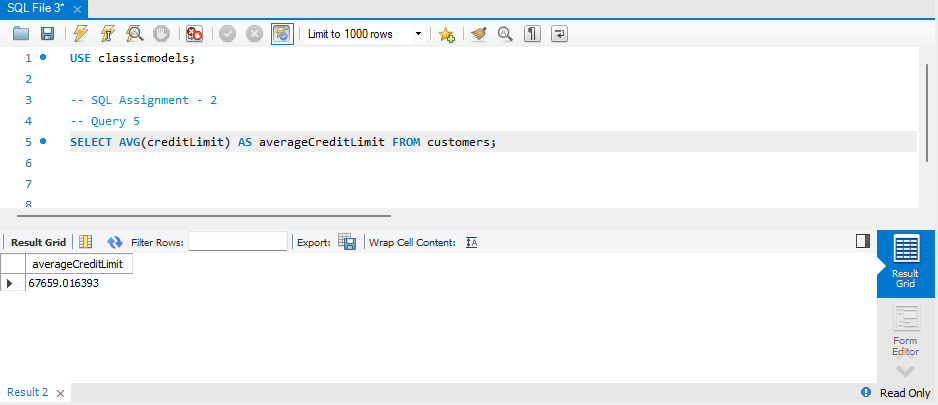 SQL File 3*
Limit to 1000 rows
1 USE classicmodels;
2
3 -- SQL Assignment - 2
4 -- Query 5
5 SELECT AVG(creditLimit) AS averageCreditLimit FROM customers;
6
7
8
Result Grid Filter Rows: Export: Wrap Cell Content:
averageCreditLimit
67659.016393
Result
Grid
Form
Editor
Result 2 Read Only